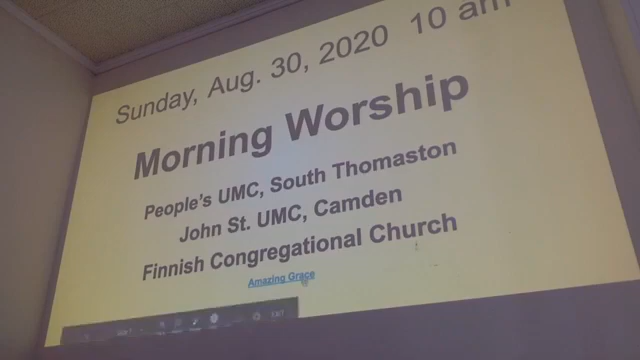 Sunday, Aug. 30, 2020 10 am
Morning Worship
People's UMC, South Thomaston
John St. UMC, Camden
Finnish Congregational Church
Amazing Grace
EXIT